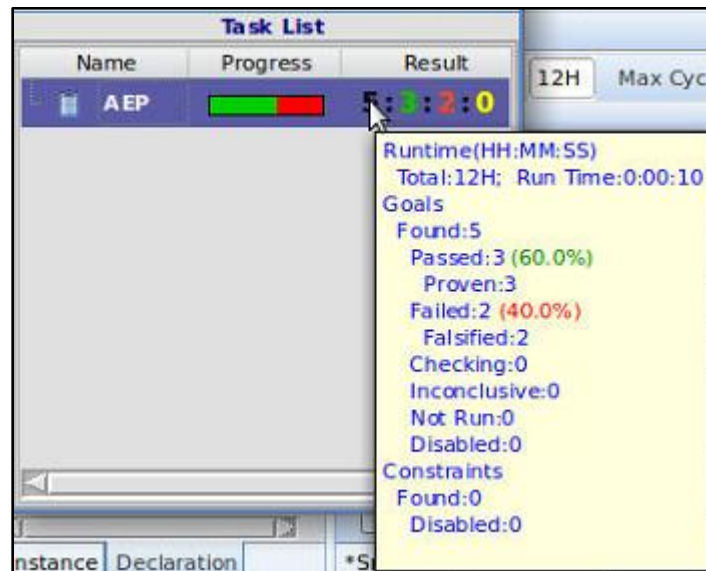 Task List
Name Progress Result
AEP 5:3:2:0
12H Max Cyc
Runtime(HH:MM:SS)
Total:12H; Run Time:0:00:10
Goals
Found:5
Passed:3 (60.0%)
Proven:3
Failed:2 (40.0%)
Falsified:2
Checking:0
Inconclusive:0
Not Run:0
Disabled:0
Constraints
Found:0
Disabled:0
nstance Declaration